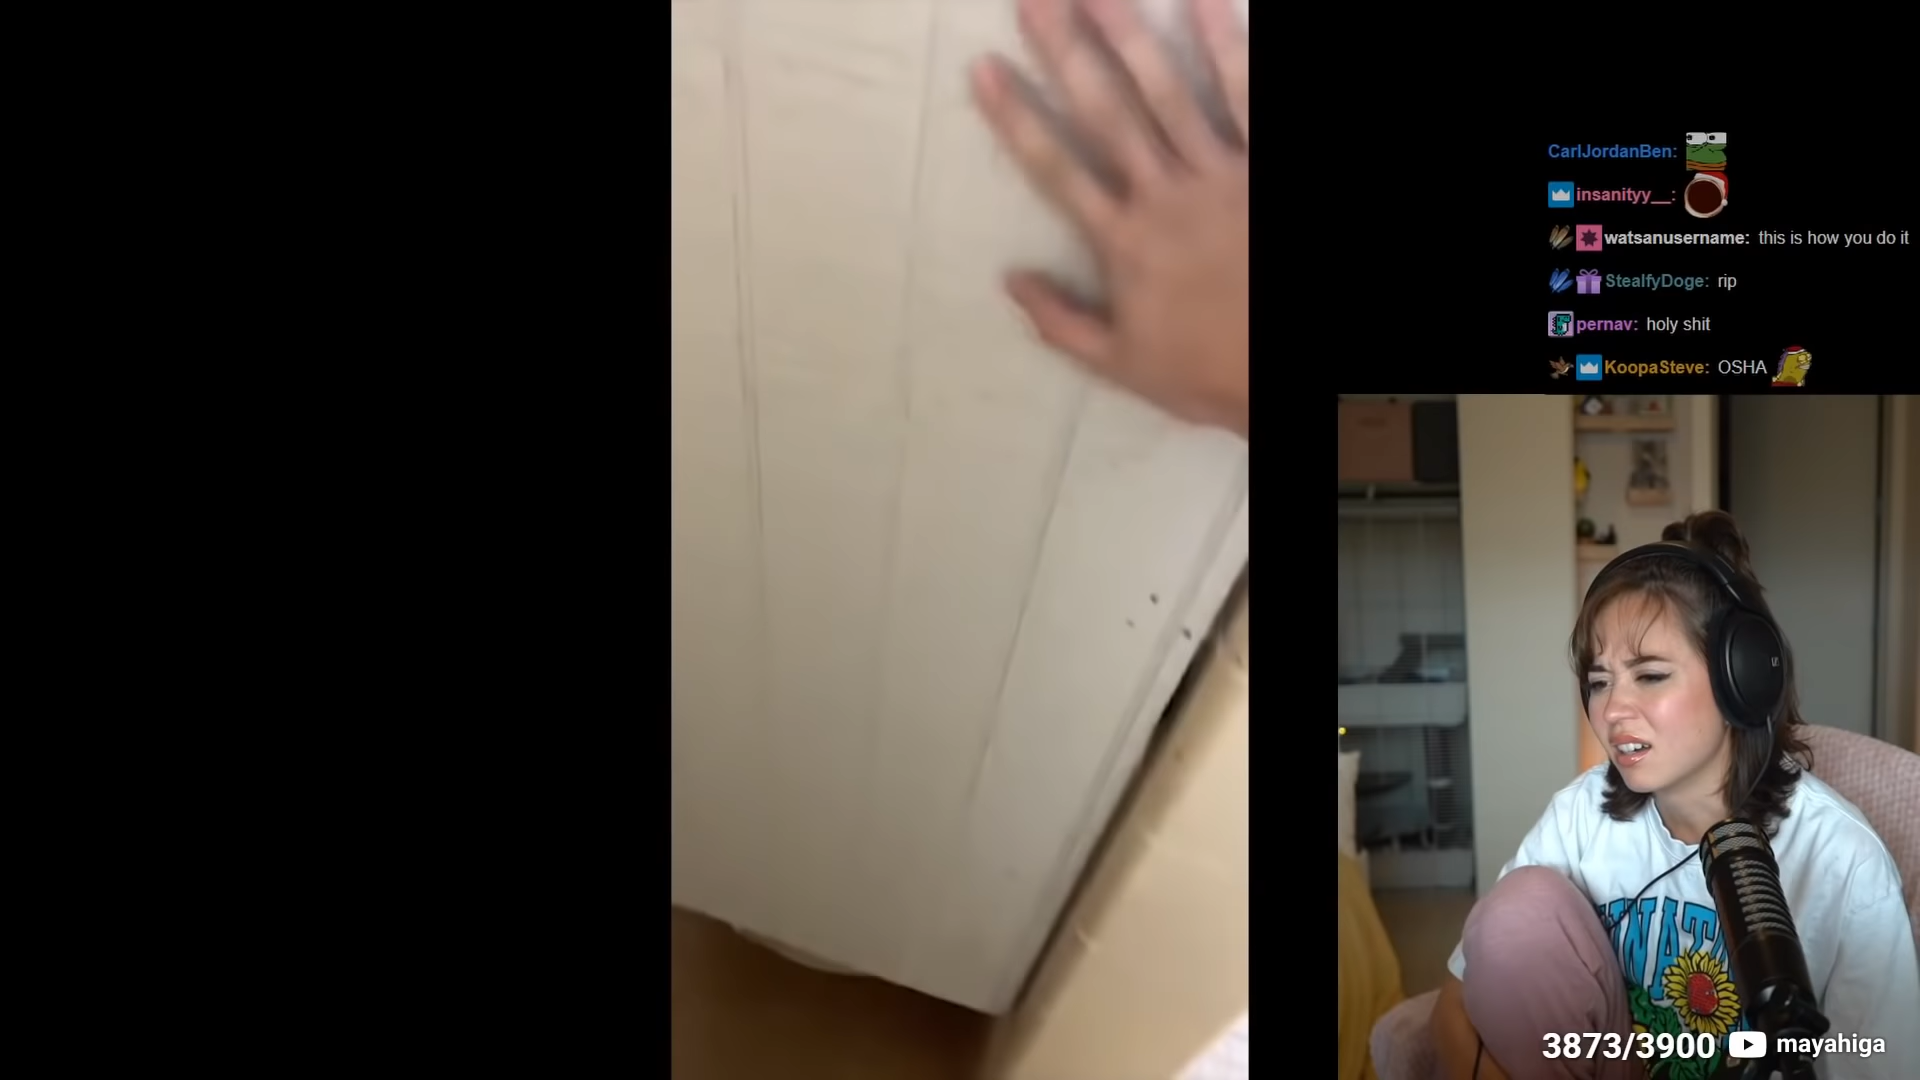 CarlJordanBen:
insanityy__:
watsanusername: this is how you do it
StealfyDoge: rip
pernav: holy shit
KoopaSteve: OSHA
3873/3900 mayahiga